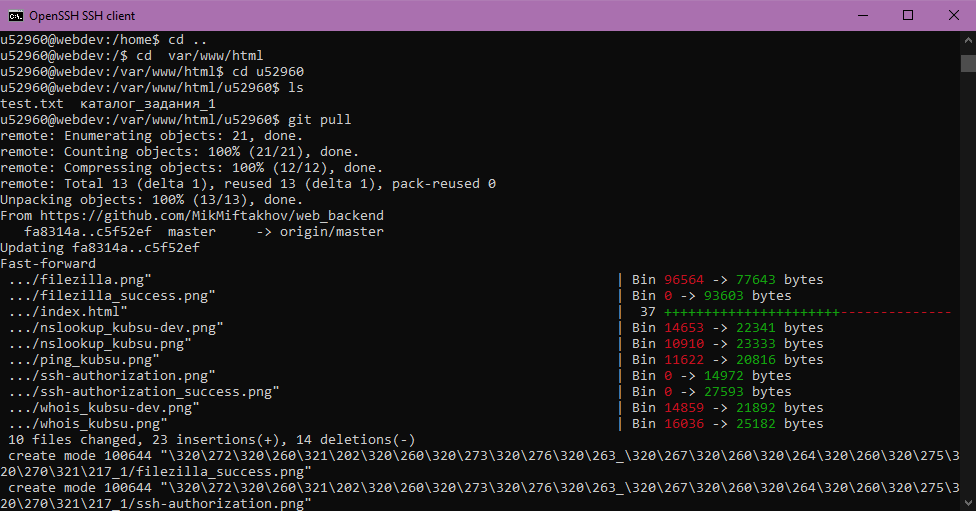 OpenSSH SSH client
u52960@webdev:/home$ cd ..
u52960@webdev:/$ cd  var/www/html
u52960@webdev:/var/www/html$ cd u52960
u52960@webdev:/var/www/html/u52960$ ls
test.txt  каталог_задания_1
u52960@webdev:/var/www/html/u52960$ git pull
remote: Enumerating objects: 21, done.
remote: Counting objects: 100% (21/21), done.
remote: Compressing objects: 100% (12/12), done.
remote: Total 13 (delta 1), reused 13 (delta 1), pack-reused 0
Unpacking objects: 100% (13/13), done.
From https://github.com/MikMiftakhov/web_backend
   fa8314a..c5f52ef  master     -> origin/master
Updating fa8314a..c5f52ef
Fast-forward
 .../filezilla.png" | Bin 96564 -> 77643 bytes
 .../filezilla_success.png" | Bin 0 -> 93603 bytes
 .../index.html" |  37 ++++++++++++++++++++++--------------
 .../nslookup_kubsu-dev.png" | Bin 14653 -> 22341 bytes
 .../nslookup_kubsu.png" | Bin 10910 -> 23333 bytes
 .../ping_kubsu.png" | Bin 11622 -> 20816 bytes
 .../ssh-authorization.png" | Bin 0 -> 14972 bytes
 .../ssh-authorization_success.png" | Bin 0 -> 27593 bytes
 .../whois_kubsu-dev.png" | Bin 14859 -> 21892 bytes
 .../whois_kubsu.png" | Bin 16036 -> 25182 bytes
 10 files changed, 23 insertions(+), 14 deletions(-)
 create mode 100644 "\320\272\320\260\321\202\320\260\320\273\320\276\320\263_\320\267\320\260\320\264\320\260\320\275\3
20\270\321\217_1/filezilla_success.png"
 create mode 100644 "\320\272\320\260\321\202\320\260\320\273\320\276\320\263_\320\267\320\260\320\264\320\260\320\275\3
20\270\321\217_1/ssh-authorization.png"